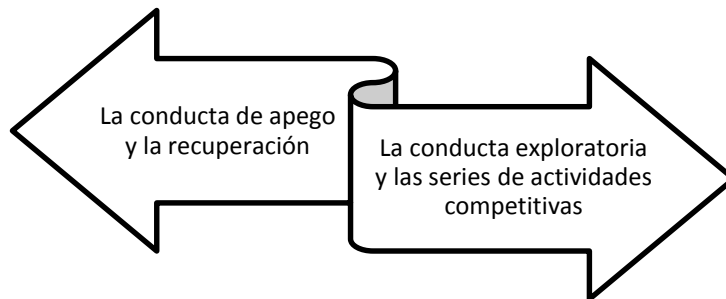 La conducta de apego
y la recuperación
La conducta exploratoria
y las series de actividades
competitivas